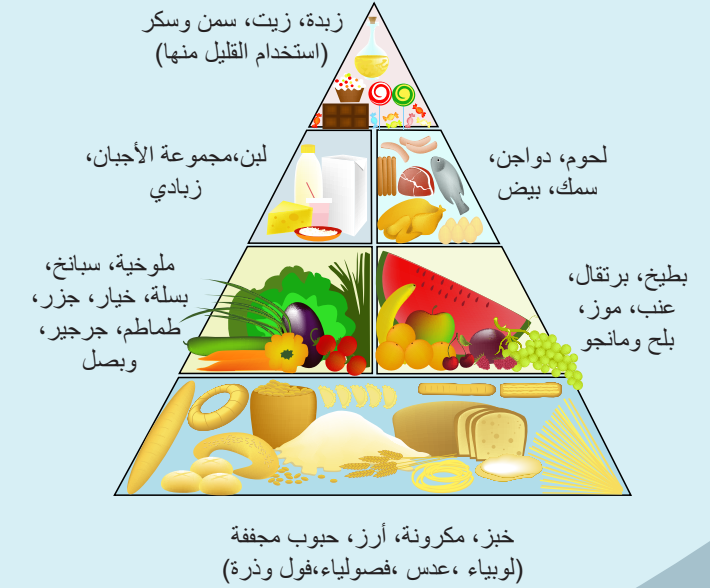 زبدة، زيت، سمن وسكر
(استخدام القليل منها)
لحوم، دواجن،
سمك، بيض
لبن،مجموعة الأجبان،
زبادي
بطيخ، برتقال،
عنب، موز،
بلح ومانجو
ملوخية، سبانخ،
بسلة، خيار، جزر،
طماطم، جرجير،
وبصل
خبز، مكرونة، أرز، حبوب مجففة
(لوبياء ،عدس ،فصولياء،فول وذرة)